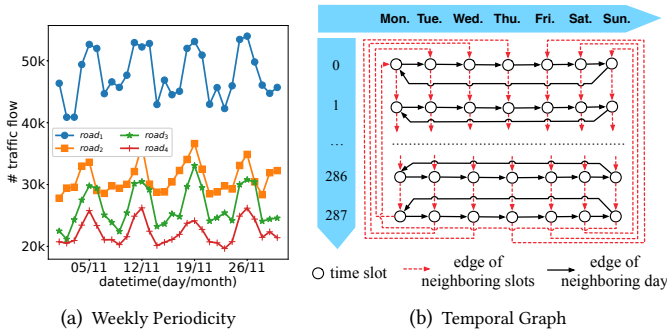 50k
40k
30k
20k
# traffic flow
road₁ road₃
road₂ road₄
05/11 12/11 19/11 26/11
datetime(day/month)
(a) Weekly Periodicity
Mon. Tue. Wed. Thu. Fri. Sat. Sun.
0
1
...
286
287
time slot
edge of
neighboring slots
edge of
neighboring day
(b) Temporal Graph